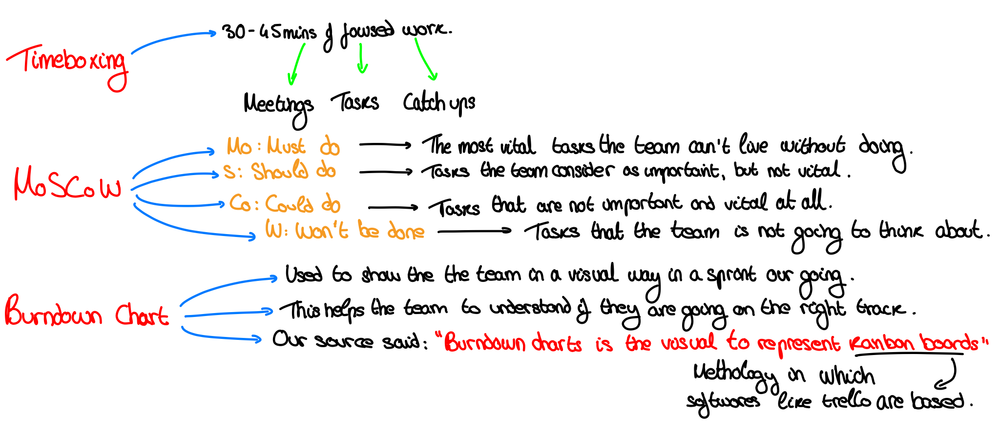 30-45mins of focused work.
Timeboxing
Meetings Tasks Catch ups
Mo: Must do The most vital tasks the team can't live without doing.
S: Should do Tasks the team consider as important, but not vital.
MoSCoW
Co: Could do Tasks that are not important and vital at all.
W: Won't be done Tasks that the team is not going to think about.
Used to show the the team in a visual way in a sprint our going.
This helps the team to understand if they are going on the right track.
Burndown Chart
Our source said: "Burndown charts is the visual to represent Kanban boards"
Methology in which
softwares like trello are based.